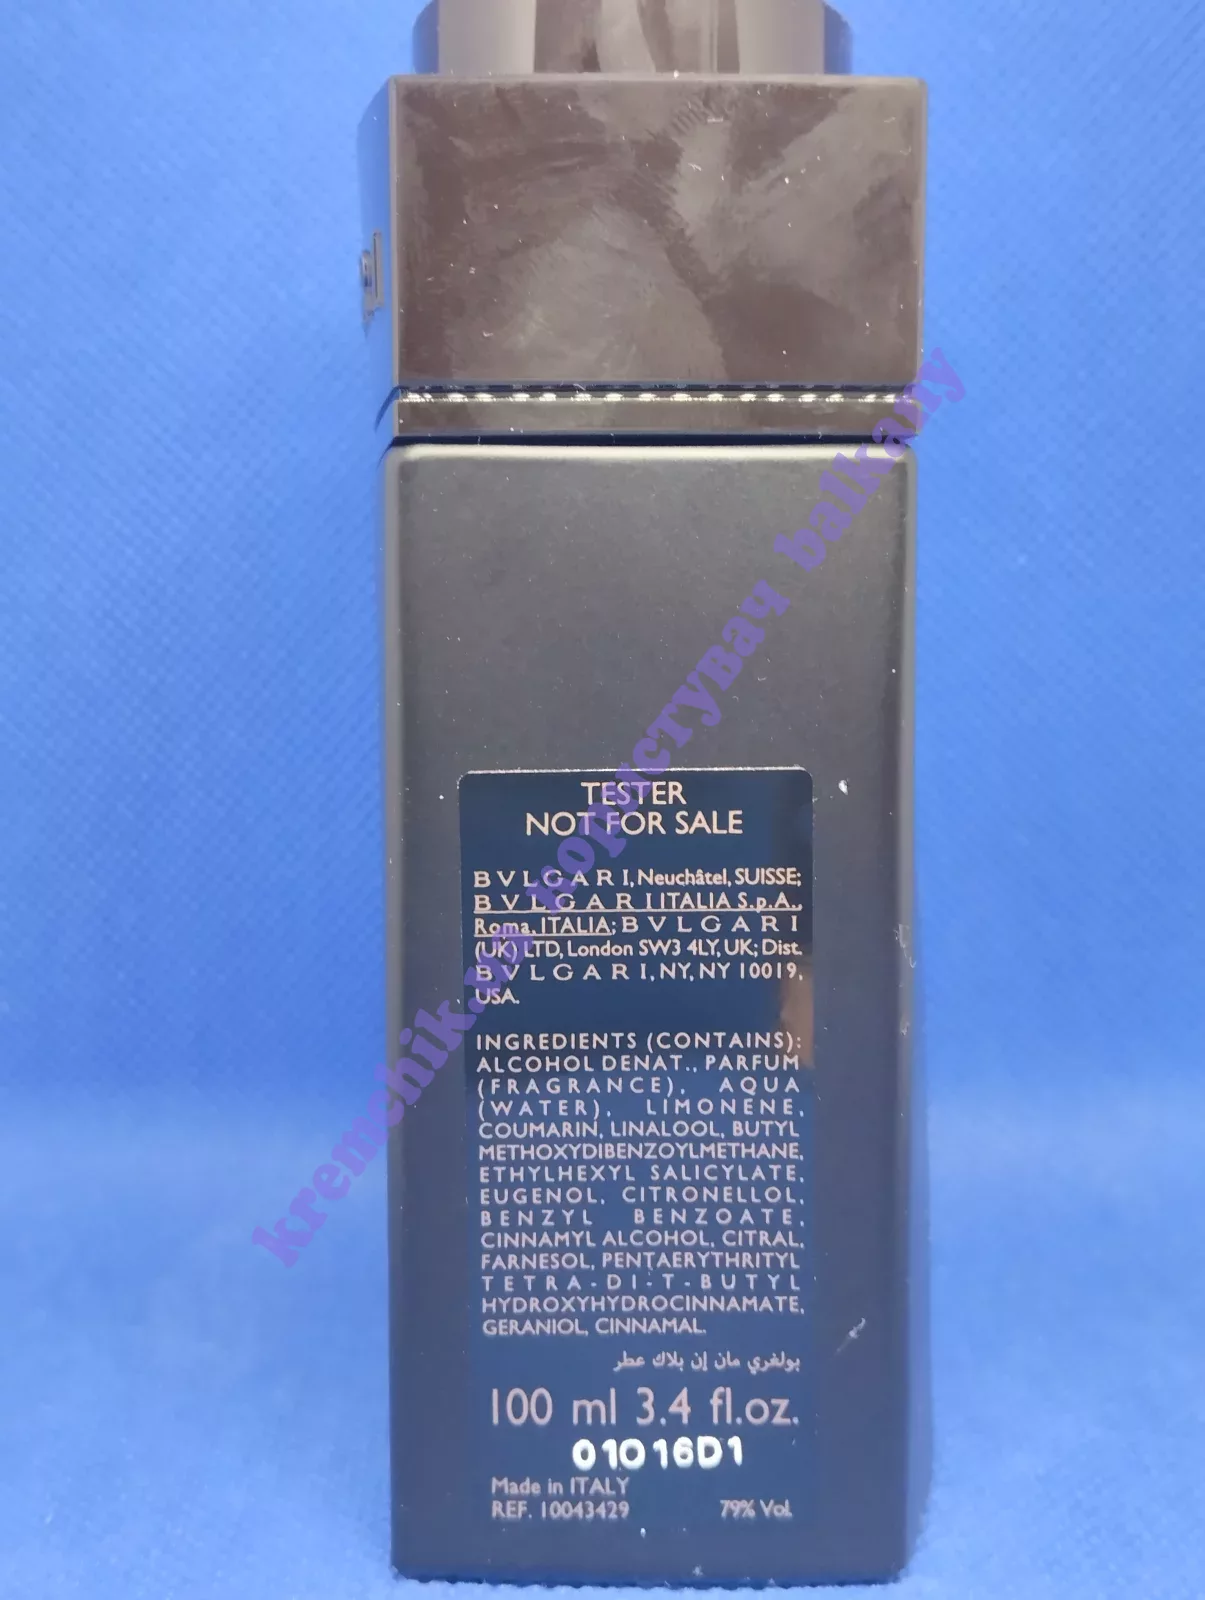 TESTER
NOT FOR SALE
BVLGARI, Neuchâtel, SUISSE;
BVLGARI ITALIA S.p.A.,
Roma, ITALIA; BVLGARI
(UK) LTD, London SW3 4LY, UK; Dist.
BVLGARI, NY, NY 10019,
USA.
INGREDIENTS (CONTAINS):
ALCOHOL DENAT., PARFUM
(FRAGRANCE), AQUA
(WATER), LIMONENE,
COUMARIN, LINALOOL, BUTYL
METHOXYDIBENZOYLMETHANE,
ETHYLHEXYL SALICYLATE,
EUGENOL, CITRONELLOL,
BENZYL BENZOATE,
CINNAMYL ALCOHOL, CITRAL,
FARNESOL, PENTAERYTHRITYL
TETRA-DI-T-BUTYL
HYDROXYHYDROCINNAMATE,
GERANIOL, CINNAMAL.
بولغري مان إن بلاك عطر
100 ml 3.4 fl.oz.
01016D1
Made in ITALY
REF. 10043429 79% Vol.
kremchik.ua користувач balkany